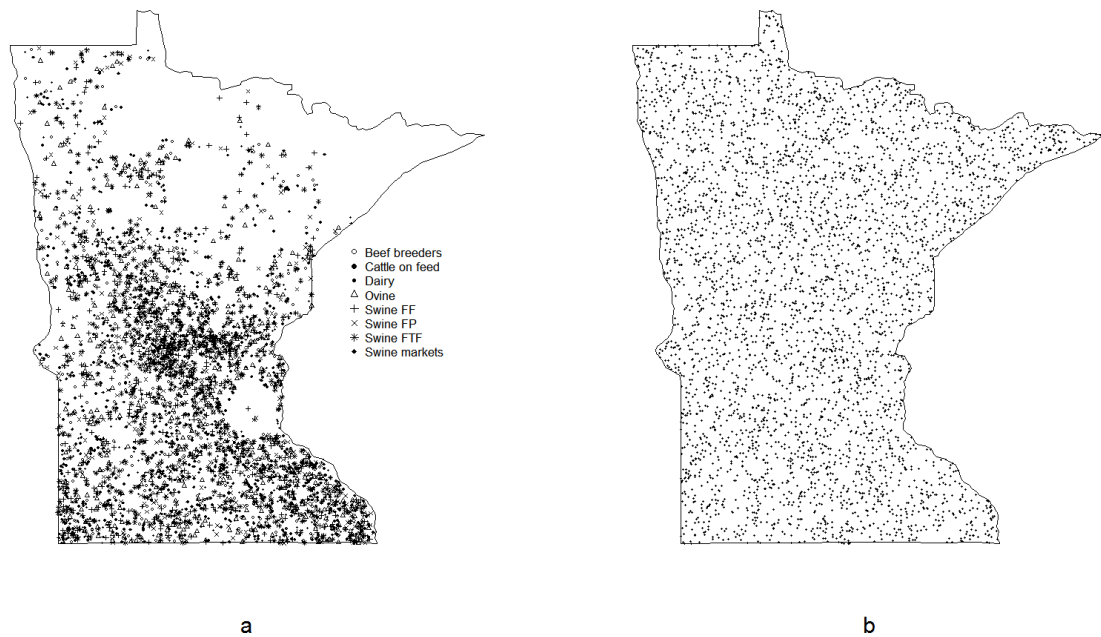 Beef breeders
Cattle on feed
Dairy
Ovine
Swine FF
Swine FP
Swine FTF
Swine markets
a
b